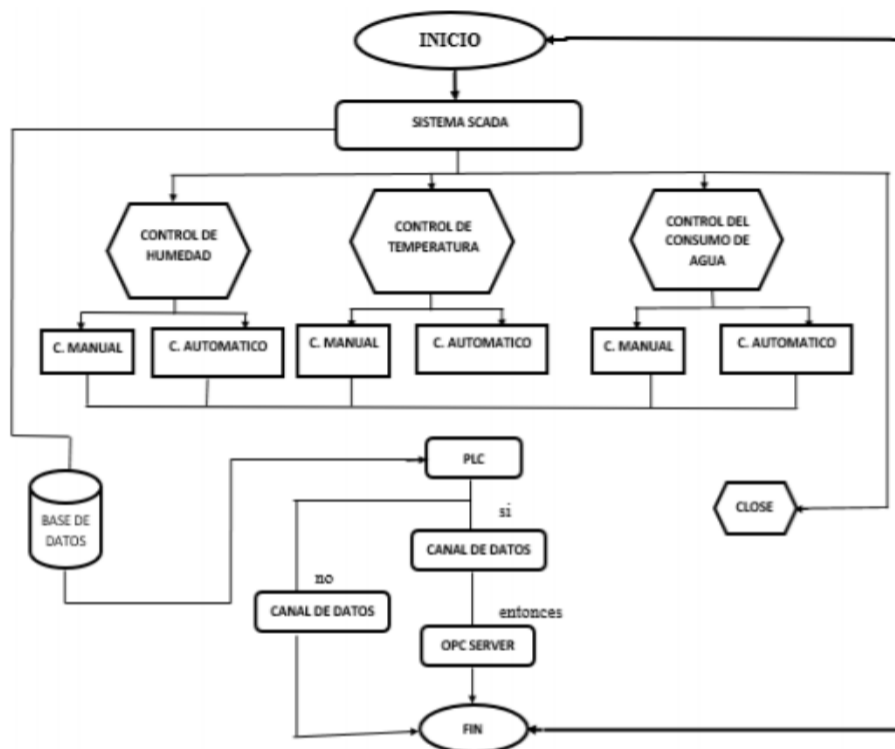 INICIO
SISTEMA SCADA
CONTROL DE
HUMEDAD
CONTROL DE
TEMPERATURA
CONTROL DEL
CONSUMO DE
AGUA
C. MANUAL
C. AUTOMATICO
C. MANUAL
C. AUTOMATICO
C. MANUAL
C. AUTOMATICO
PLC
BASE DE
DATOS
CLOSE
si
CANAL DE DATOS
no
CANAL DE DATOS
entonces
OPC SERVER
FIN